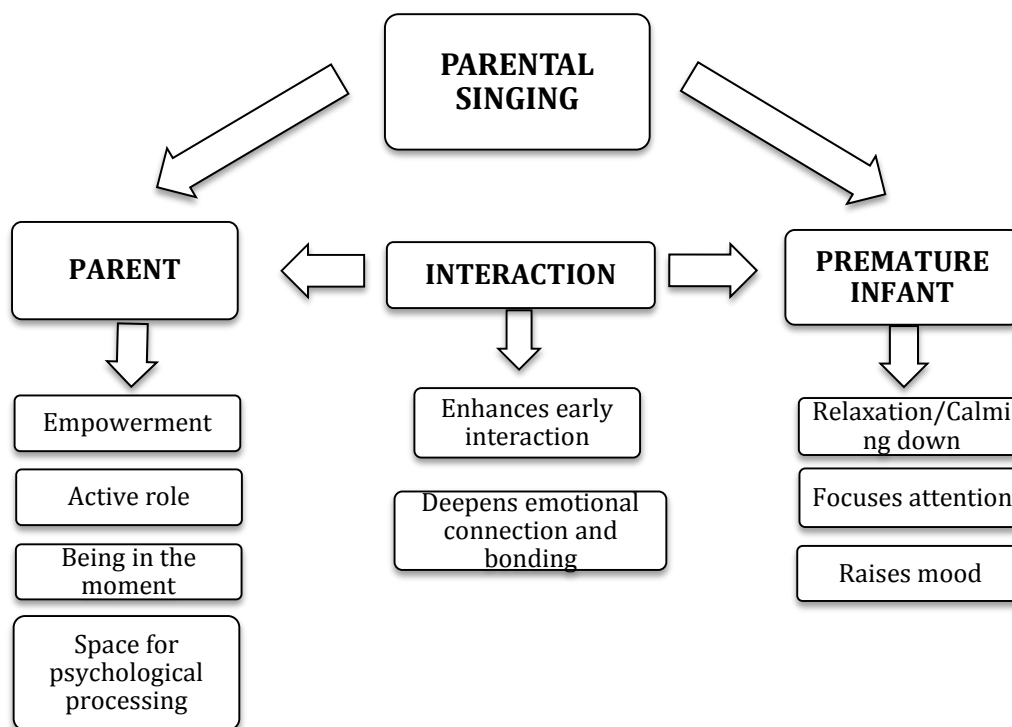 PARENTAL
SINGING
PARENT
INTERACTION
PREMATURE
INFANT
Empowerment
Active role
Being in the
moment
Space for
psychological
processing
Enhances early
interaction
Deepens emotional
connection and
bonding
Relaxation/Calmi
ng down
Focuses attention
Raises mood